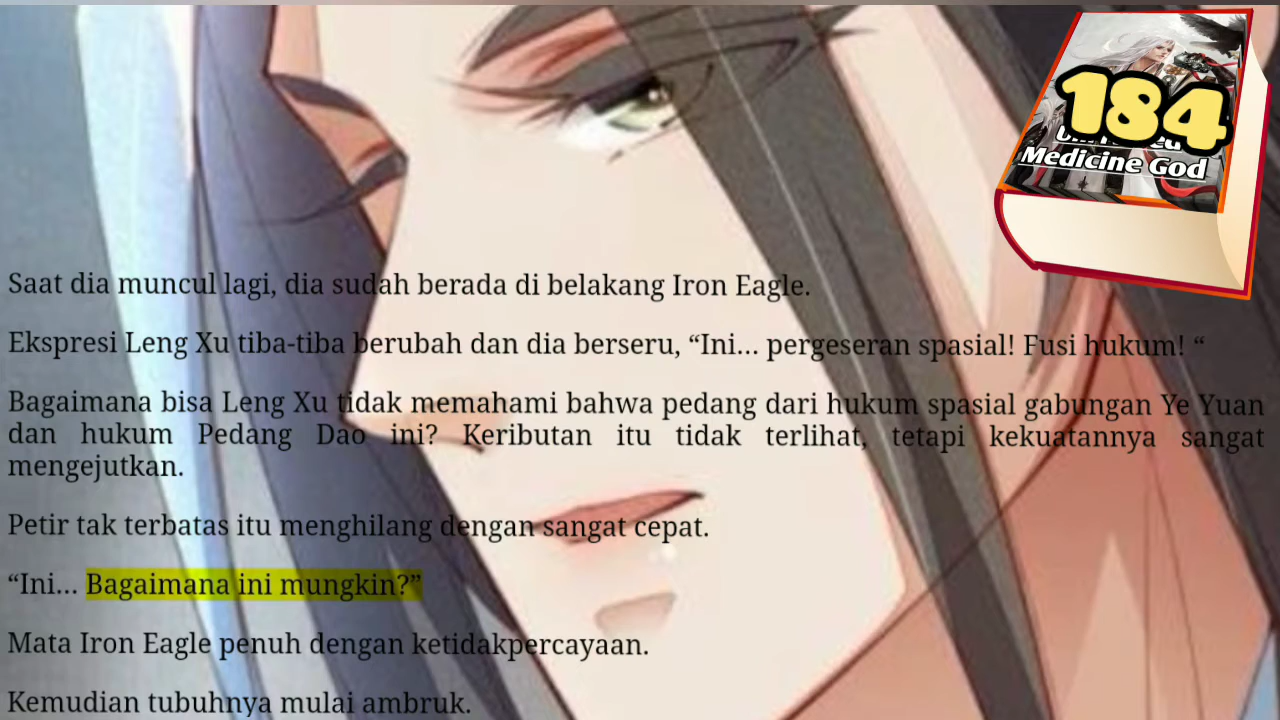 184
Medicine God
Saat dia muncul lagi, dia sudah berada di belakang Iron Eagle.
Ekspresi Leng Xu tiba-tiba berubah dan dia berseru, “Ini… pergeseran spasial! Fusi hukum! “
Bagaimana bisa Leng Xu tidak memahami bahwa pedang dari hukum spasial gabungan Ye Yuan
dan hukum Pedang Dao ini? Keributan itu tidak terlihat, tetapi kekuatannya sangat
mengejutkan.
Petir tak terbatas itu menghilang dengan sangat cepat.
“Ini… Bagaimana ini mungkin?”
Mata Iron Eagle penuh dengan ketidakpercayaan.
Kemudian tubuhnya mulai ambruk.